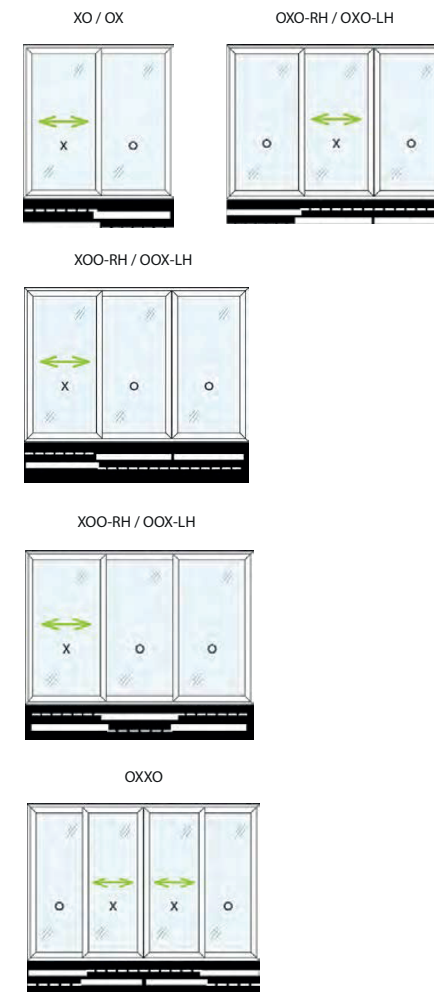 XO / OX
OXO-RH / OXO-LH
X O
O X O
XOO-RH / OOX-LH
X O O
XOO-RH / OOX-LH
X O O
OXXO
O X X O